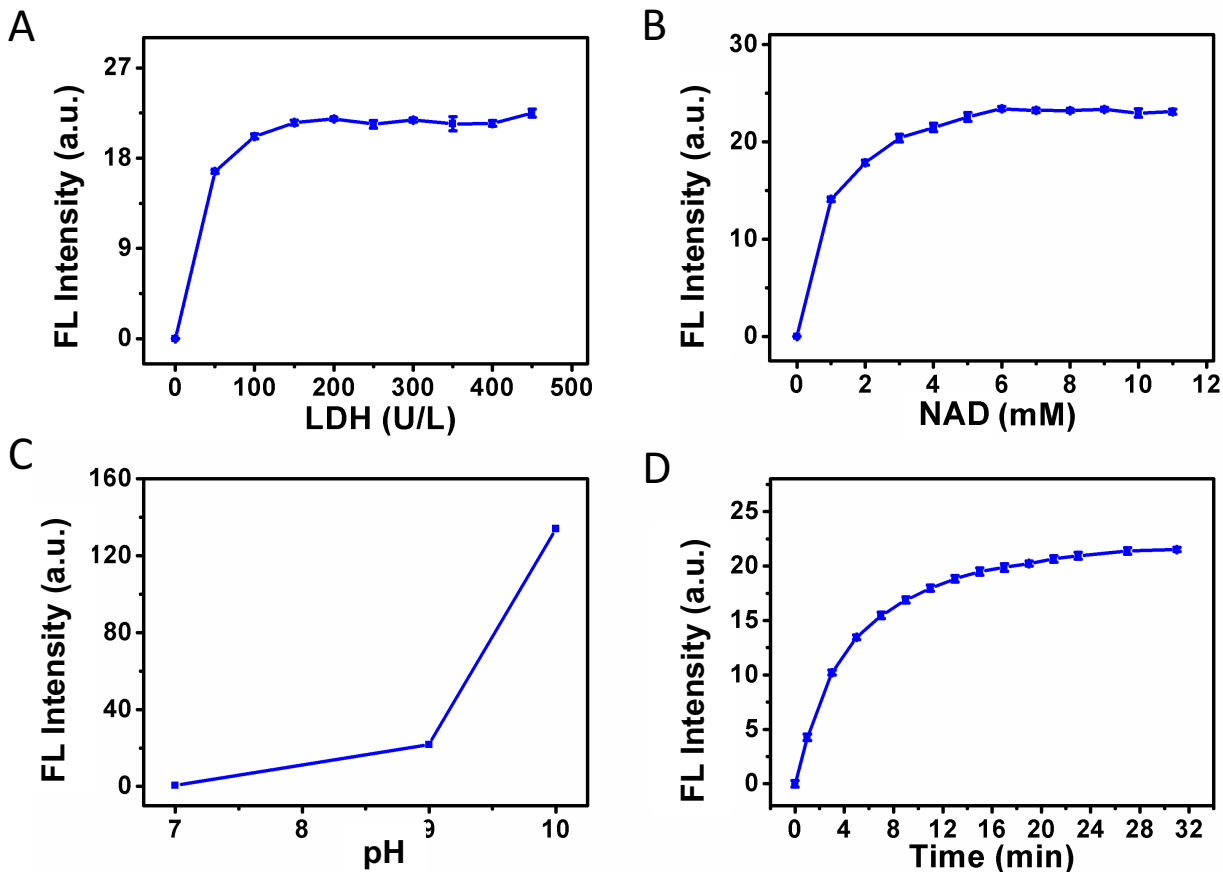 A
FL Intensity (a.u.)
27
18
9
0
0 100 200 300 400 500
LDH (U/L)
B
FL Intensity (a.u.)
30
20
10
0
0 2 4 6 8 10 12
NAD (mM)
C
FL Intensity (a.u.)
160
120
80
40
0
7 8 9 10
pH
D
FL Intensity (a.u.)
25
20
15
10
5
0
0 4 8 12 16 20 24 28 32
Time (min)